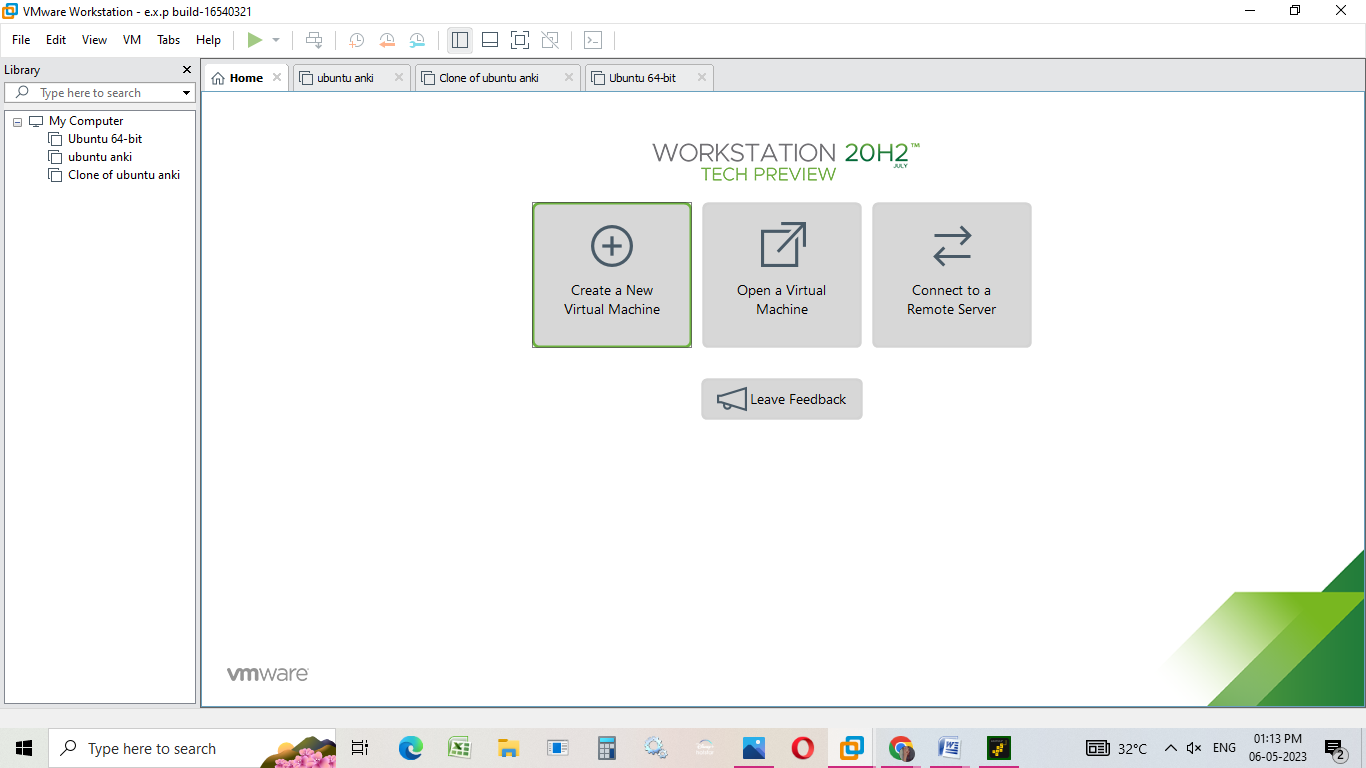 VMware Workstation - e.x.p build-16540321
File Edit View VM Tabs Help
Library
Type here to search
My Computer
Ubuntu 64-bit
ubuntu anki
Clone of ubuntu anki
Home
ubuntu anki
Clone of ubuntu anki
Ubuntu 64-bit
WORKSTATION 20H2™
JULY
TECH PREVIEW
Create a New
Virtual Machine
Open a Virtual
Machine
Connect to a
Remote Server
Leave Feedback
vmware
Type here to search
32°C
ENG
01:13 PM
06-05-2023
2